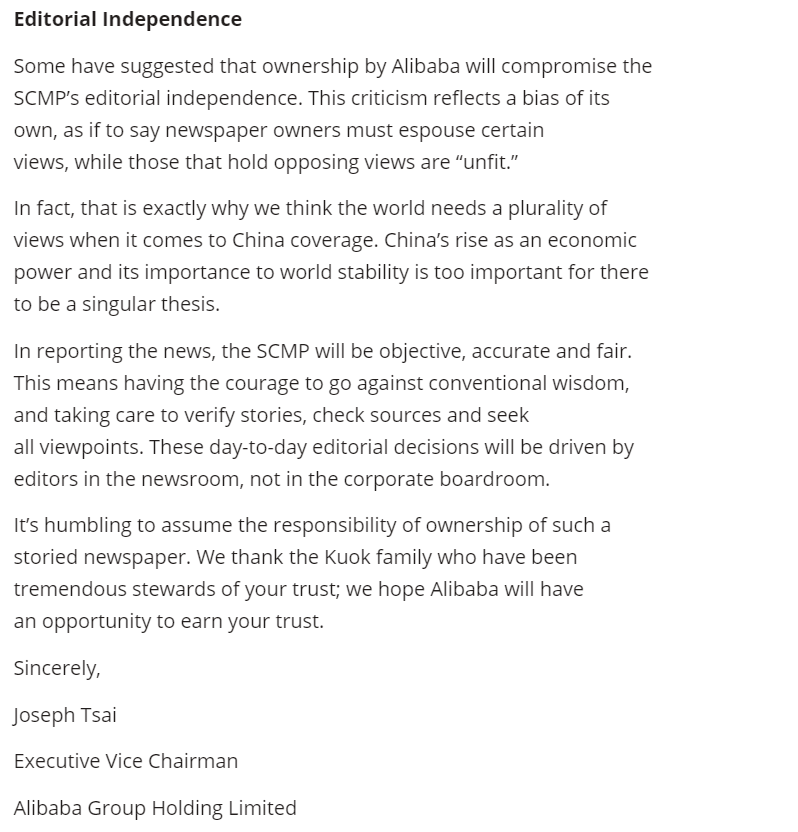 Editorial Independence
Some have suggested that ownership by Alibaba will compromise the
SCMP’s editorial independence. This criticism reflects a bias of its
own, as if to say newspaper owners must espouse certain
views, while those that hold opposing views are “unfit.”
In fact, that is exactly why we think the world needs a plurality of
views when it comes to China coverage. China’s rise as an economic
power and its importance to world stability is too important for there
to be a singular thesis.
In reporting the news, the SCMP will be objective, accurate and fair.
This means having the courage to go against conventional wisdom,
and taking care to verify stories, check sources and seek
all viewpoints. These day-to-day editorial decisions will be driven by
editors in the newsroom, not in the corporate boardroom.
It’s humbling to assume the responsibility of ownership of such a
storied newspaper. We thank the Kuok family who have been
tremendous stewards of your trust; we hope Alibaba will have
an opportunity to earn your trust.
Sincerely,
Joseph Tsai
Executive Vice Chairman
Alibaba Group Holding Limited